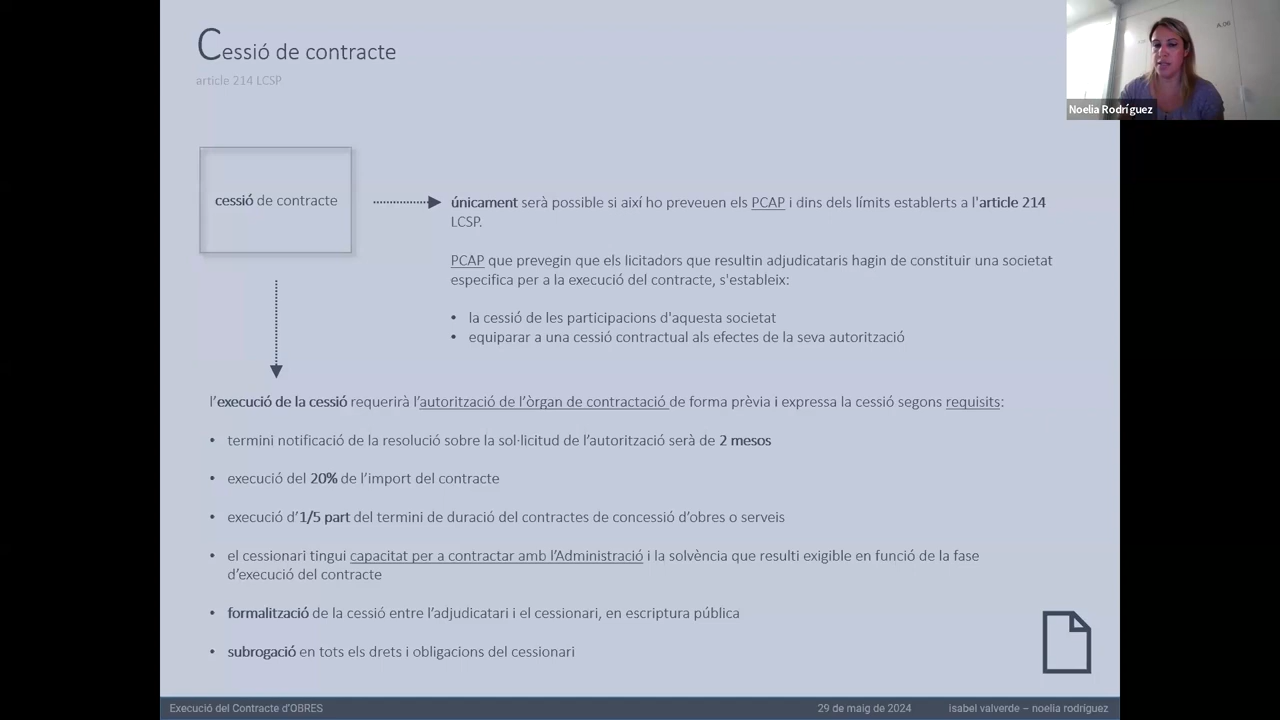 Cessió de contracte
article 214 LCSP
A.06
Noelia Rodríguez
cessió de contracte
únicament serà possible si així ho preveuen els PCAP i dins dels límits establerts a l'article 214
LCSP.
PCAP que prevegin que els licitadors que resultin adjudicataris hagin de constituir una societat
especifica per a la execució del contracte, s'estableix:
• la cessió de les participacions d'aquesta societat
• equiparar a una cessió contractual als efectes de la seva autorització
l'execució de la cessió requerirà l'autorització de l'òrgan de contractació de forma prèvia i expressa la cessió segons requisits:
• termini notificació de la resolució sobre la sol·licitud de l'autorització serà de 2 mesos
• execució del 20% de l'import del contracte
• execució d'1/5 part del termini de duració del contractes de concessió d'obres o serveis
• el cessionari tingui capacitat per a contractar amb l'Administració i la solvència que resulti exigible en funció de la fase
d'execució del contracte
• formalització de la cessió entre l'adjudicatari i el cessionari, en escriptura pública
• subrogació en tots els drets i obligacions del cessionari
Execució del Contracte d'OBRES
29 de maig de 2024
isabel valverde – noelia rodríguez